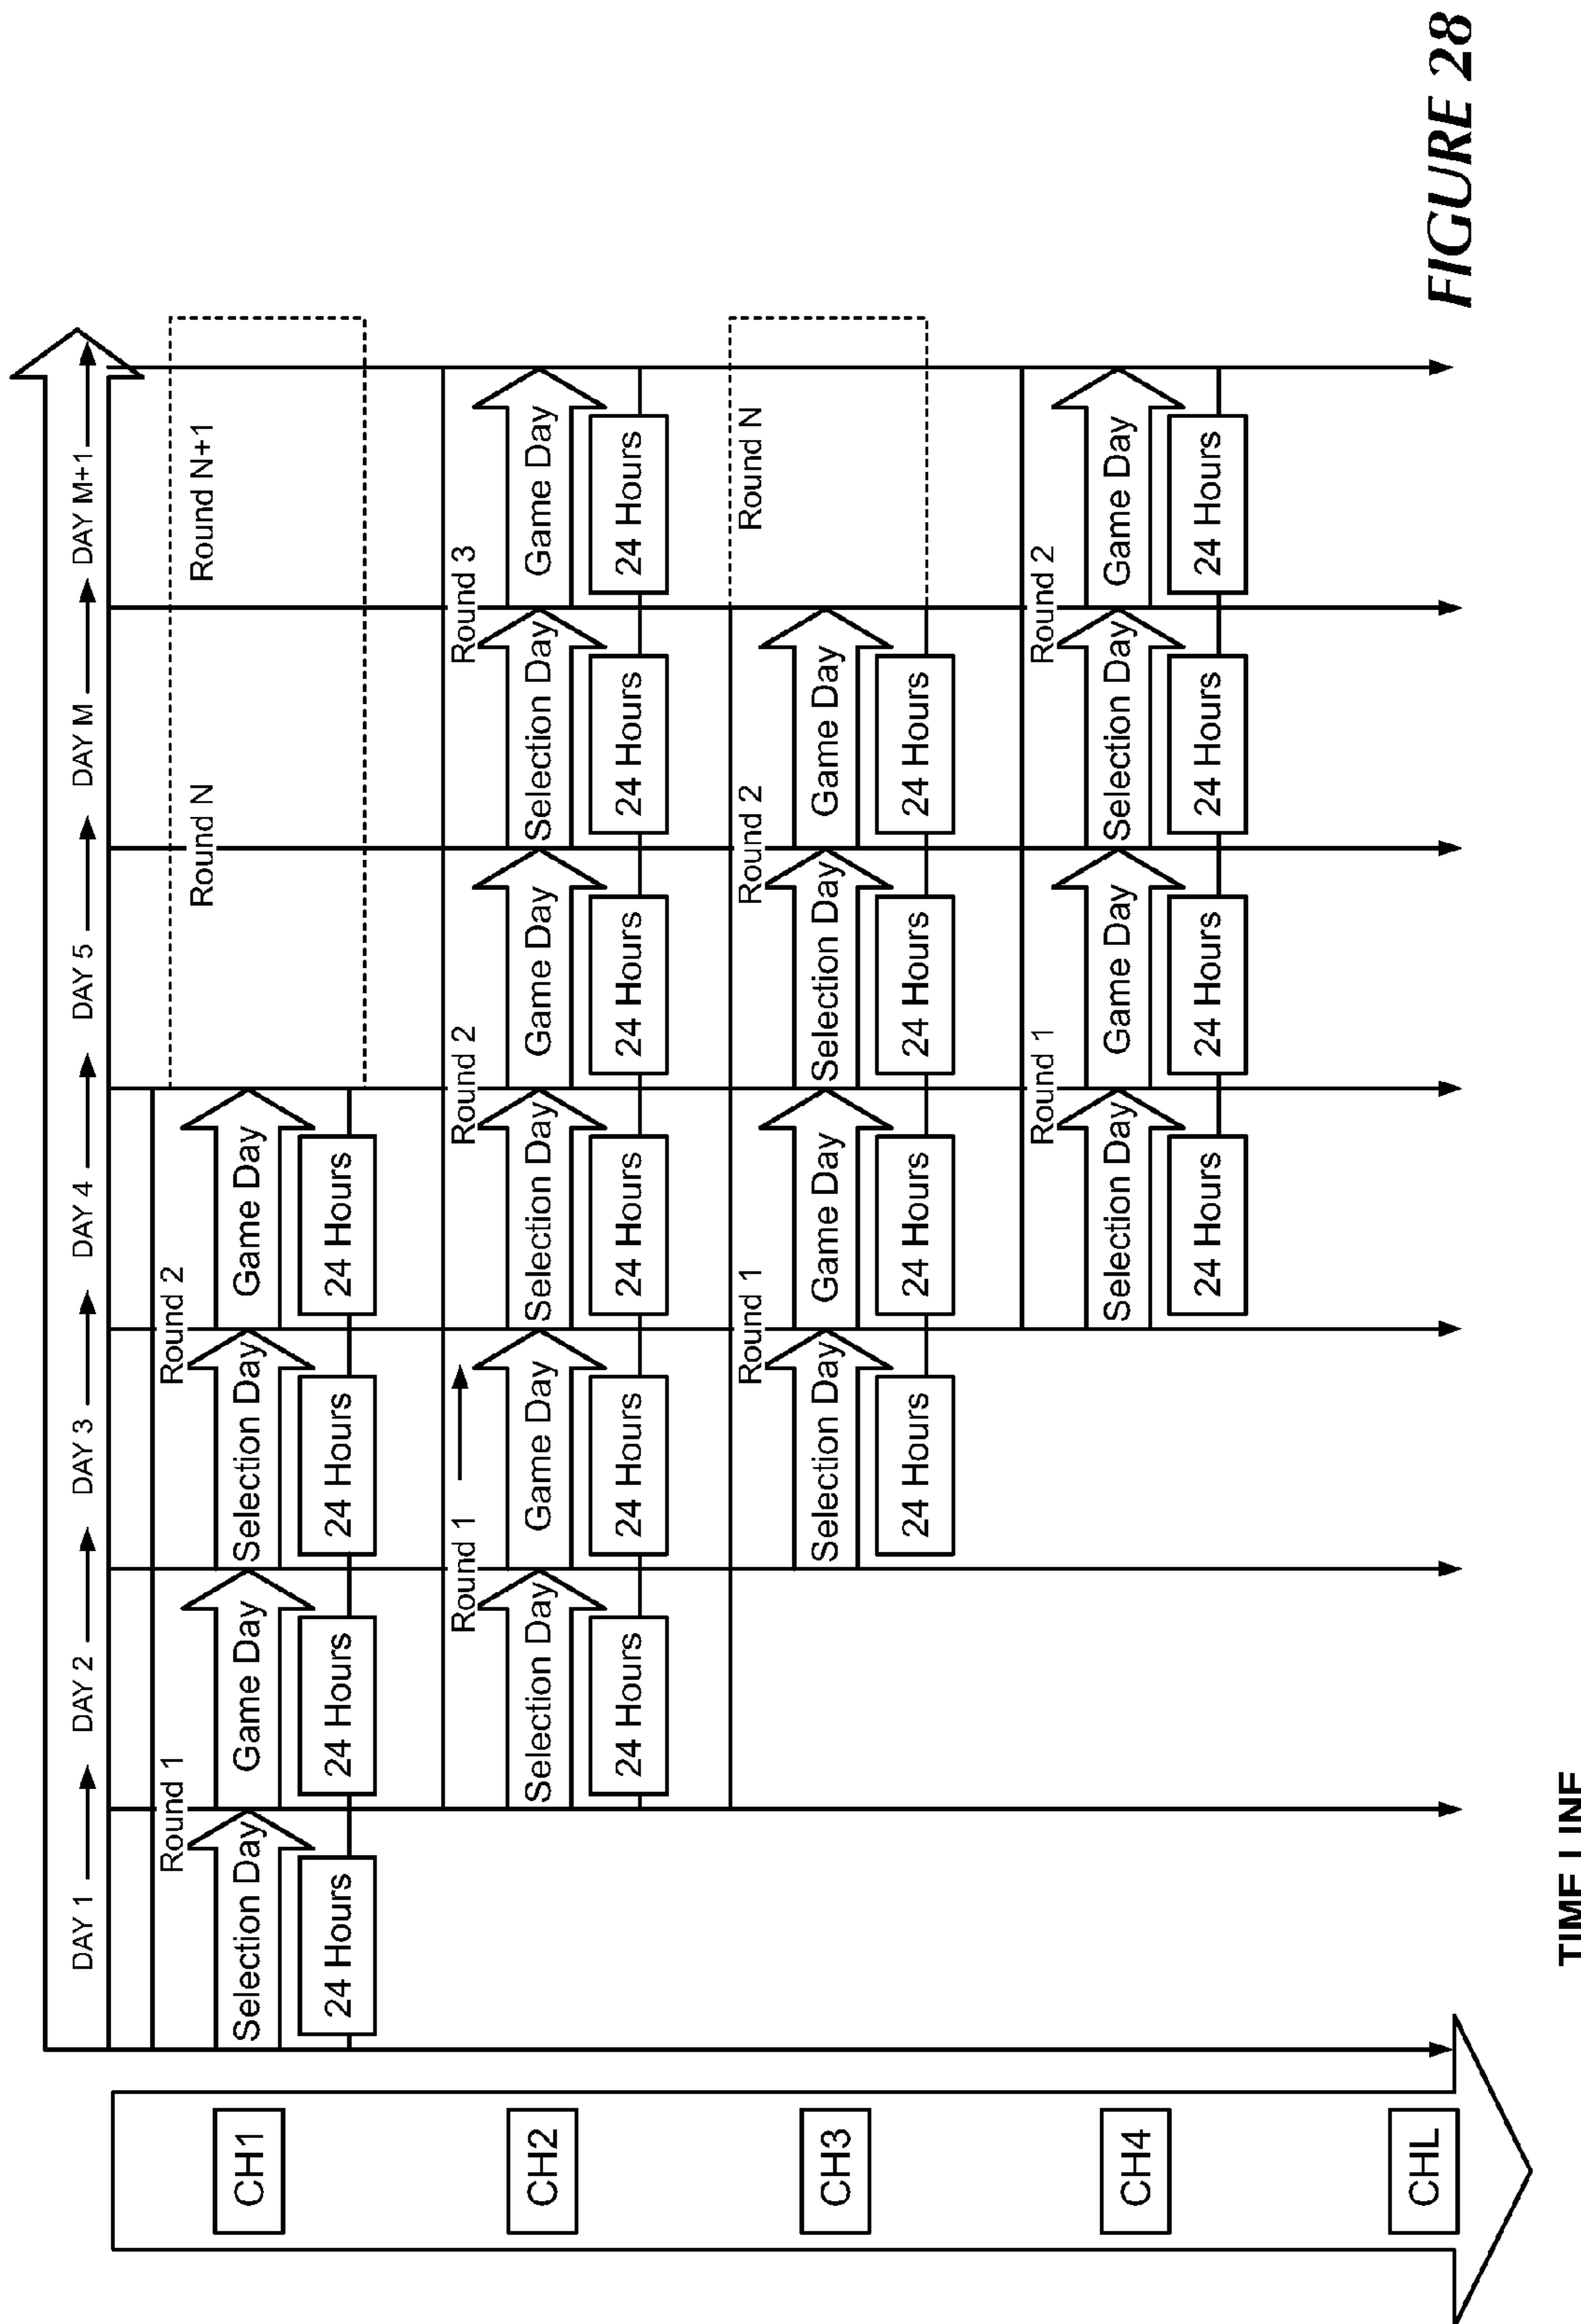 DAY 1 DAY 2 DAY 3 DAY 4 DAY 5 DAY M DAY M+1
CH1
Round 1 Round 2 Round N Round N+1
Selection Day Game Day Selection Day Game Day
24 Hours 24 Hours 24 Hours 24 Hours
CH2
Round 1 Round 2 Round 3
Selection Day Game Day Selection Day Game Day Selection Day Game Day
24 Hours 24 Hours 24 Hours 24 Hours 24 Hours 24 Hours
CH3
Round 1 Round 2 Round N
Selection Day Game Day Selection Day Game Day
24 Hours 24 Hours 24 Hours 24 Hours
CH4
Round 1 Round 2
Selection Day Game Day Selection Day Game Day
24 Hours 24 Hours 24 Hours 24 Hours
CHL
FIGURE 28
TIME LINE